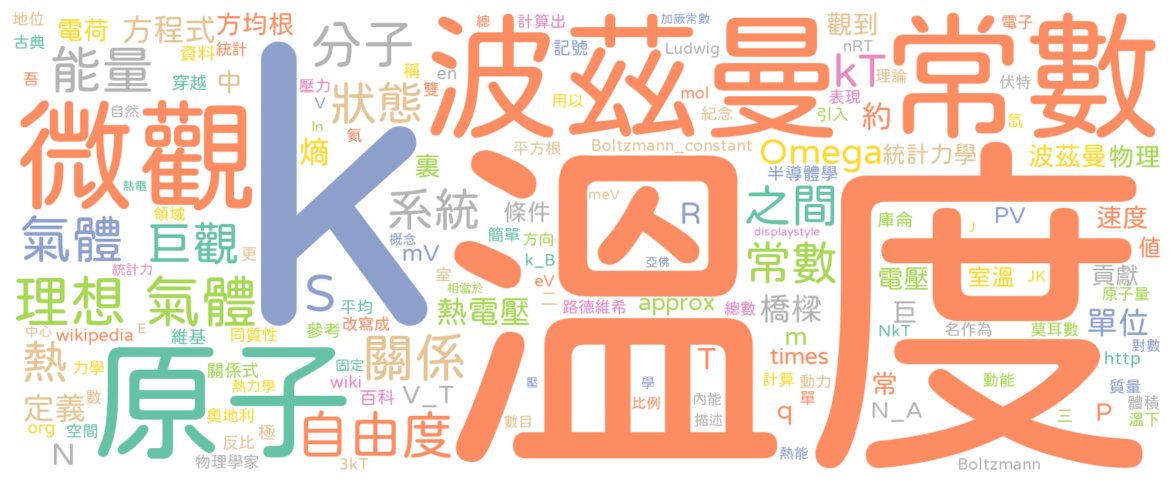 地位
電荷
方程式
方均根
總
計算出
加厥常數
觀到
電子
古典
資料
統計
記號
Ludwig
nRT
理論
伏特
能量
分子
吾
穿越
中
壓力
稱
en
雙
波茲曼
常數
kT
表現
自然
V
狀態
用以
mol
紀念
引入
約
氙
微觀
k
ln
氦
熵
平方根
Boltzmann_constant
Omega
統計力學
波茲曼
物理
裏
半導體學
熱電
領域
系統
條件
meV
之間
R
庫侖
PV
速度
氣體
巨觀
更
概念
mV
簡單
方向
displaystyle
J
值
統計力
室
k_B
亞佛
常數
電壓
室溫
JK
貢獻
理想
氣體
S
相當於
eV
溫度
原子量
平均
熱電壓
二
路德維希
approx
總數
橋樑
巨
NkT
名作為
莫耳數
單位
中心
E
改寫成
wikipedia
維基
同質性
參考
m
對數
熱
原子
關係
T
times
http
力學
關係式
固定
熱力學
wiki
百科
V_T
壓
學
計算
動力
常
動能
質量
定義
數
奧地利
自由度
數目
比例
內能
描述
單
q
N_A
三
P
體積
溫下
org
空間
反比
極
N
物理學家
3kT
熱能
Boltzmann